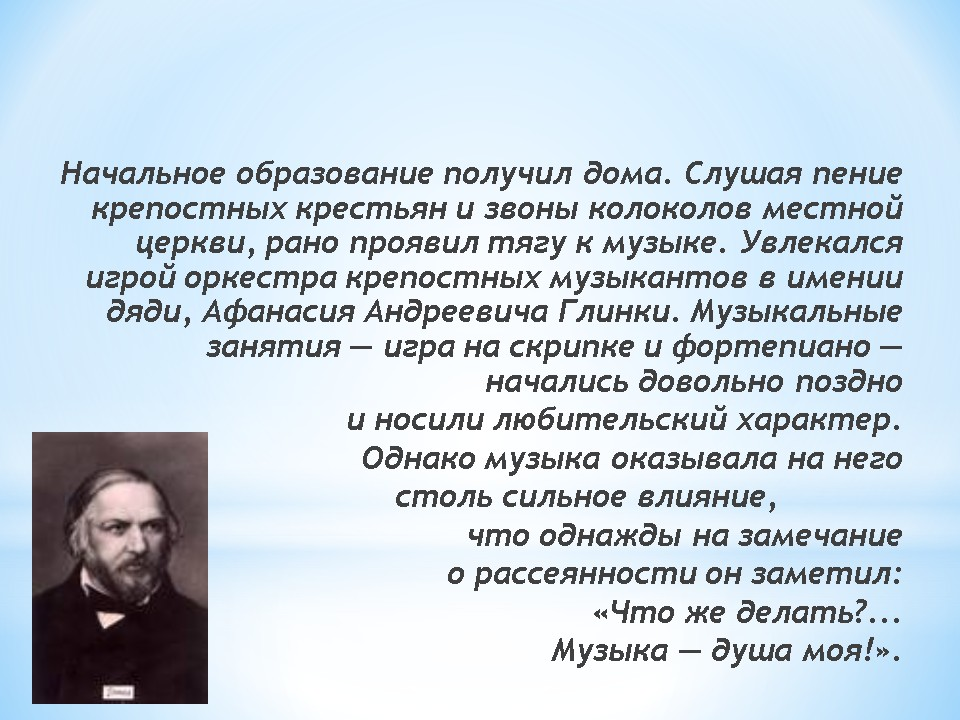 Начальное образование получил дома. Слушая пение
крепостных крестьян и звоны колоколов местной
церкви, рано проявил тягу к музыке. Увлекался
игрой оркестра крепостных музыкантов в имении
дяди, Афанасия Андреевича Глинки. Музыкальные
занятия — игра на скрипке и фортепиано —
начались довольно поздно
и носили любительский характер.
Однако музыка оказывала на него
столь сильное влияние,
что однажды на замечание
о рассеянности он заметил:
«Что же делать?...
Музыка — душа моя!».